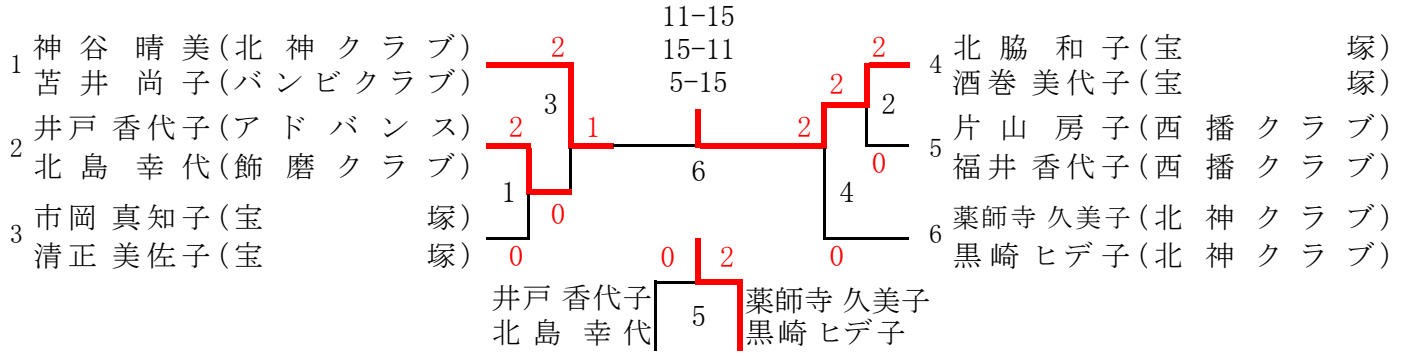 11-15
15-11
5-15
1 神谷 晴美(北神クラブ)
苫井 尚子(バンビクラブ)
2 井戸 香代子(アドバンス)
北島 幸代(飾磨クラブ)
3 市岡 真知子(宝 塚)
清正 美佐子(宝 塚)
2
3
2
1
1
0
0
6
2
2
2
2
0
4
0
4 北脇 和子(宝 塚)
酒巻 美代子(宝 塚)
5 片山 房子(西播クラブ)
福井 香代子(西播クラブ)
6 薬師寺 久美子(北神クラブ)
黒崎 ヒデ子(北神クラブ)
0 2
井戸 香代子
北島 幸代
5
薬師寺 久美子
黒崎 ヒデ子